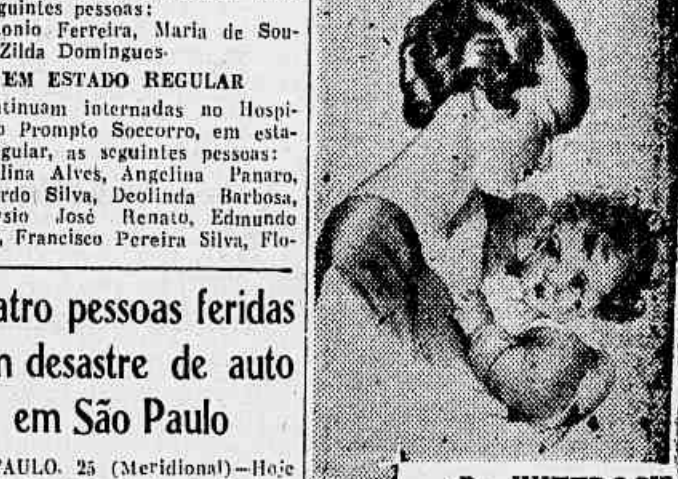 guintes pessoas:
onio Ferreira, Maria de Sou-
Zilda Domingues.
EM ESTADO REGULAR
tinuam internadas no Hospi-
o Prompto Soccorro, em esta-
gular, as seguintes pessoas:
lina Alves, Angelina Panaro,
rdo Silva, Deolinda Barbosa,
sio José Renato, Edmundo
, Francisco Pereira Silva, Flo-
atro pessoas feridas
desastre de auto
em São Paulo
AULO, 25 (Meridional)—Hoje